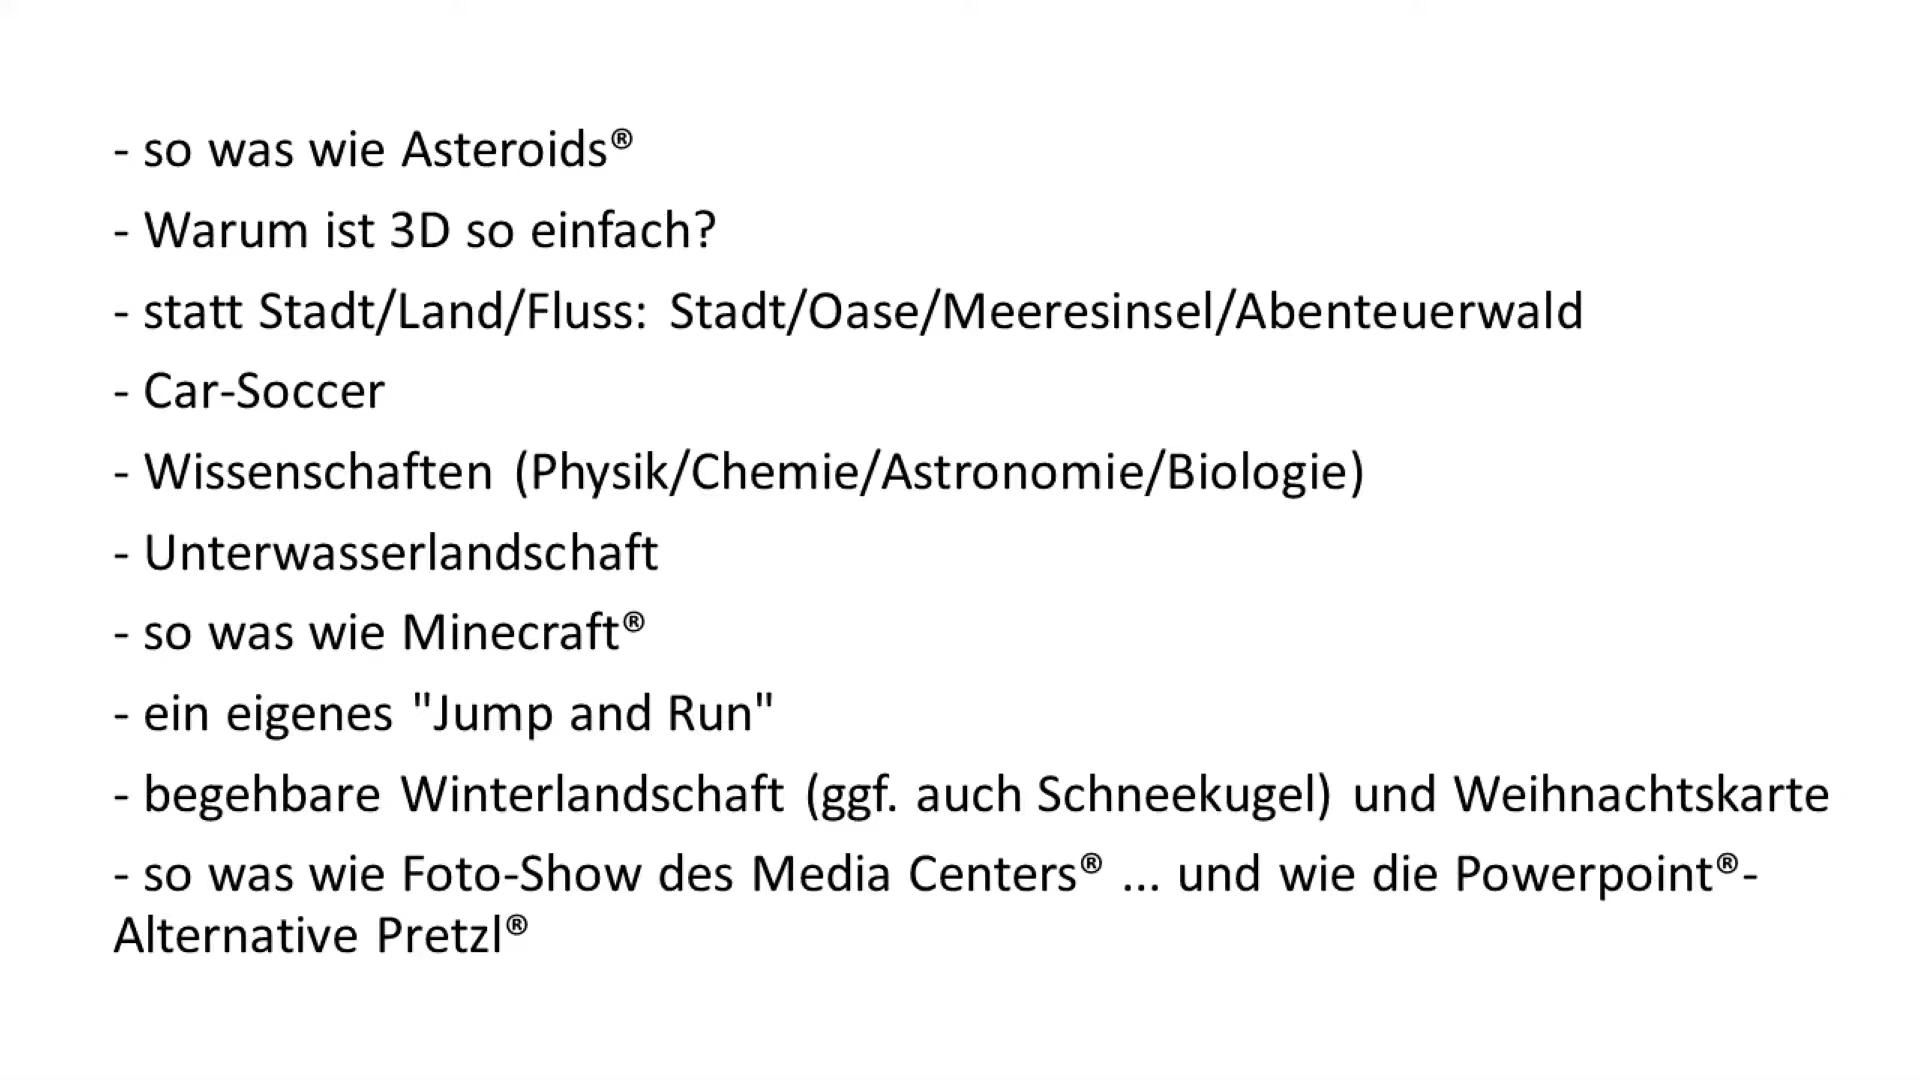 - so was wie Asteroids®
- Warum ist 3D so einfach?
- statt Stadt/Land/Fluss: Stadt/Oase/Meeresinsel/Abenteuerwald
- Car-Soccer
- Wissenschaften (Physik/Chemie/Astronomie/Biologie)
- Unterwasserlandschaft
- so was wie Minecraft®
- ein eigenes "Jump and Run"
- begehbare Winterlandschaft (ggf. auch Schneekugel) und Weihnachtskarte
- so was wie Foto-Show des Media Centers® ... und wie die Powerpoint®-
Alternative Pretzl®